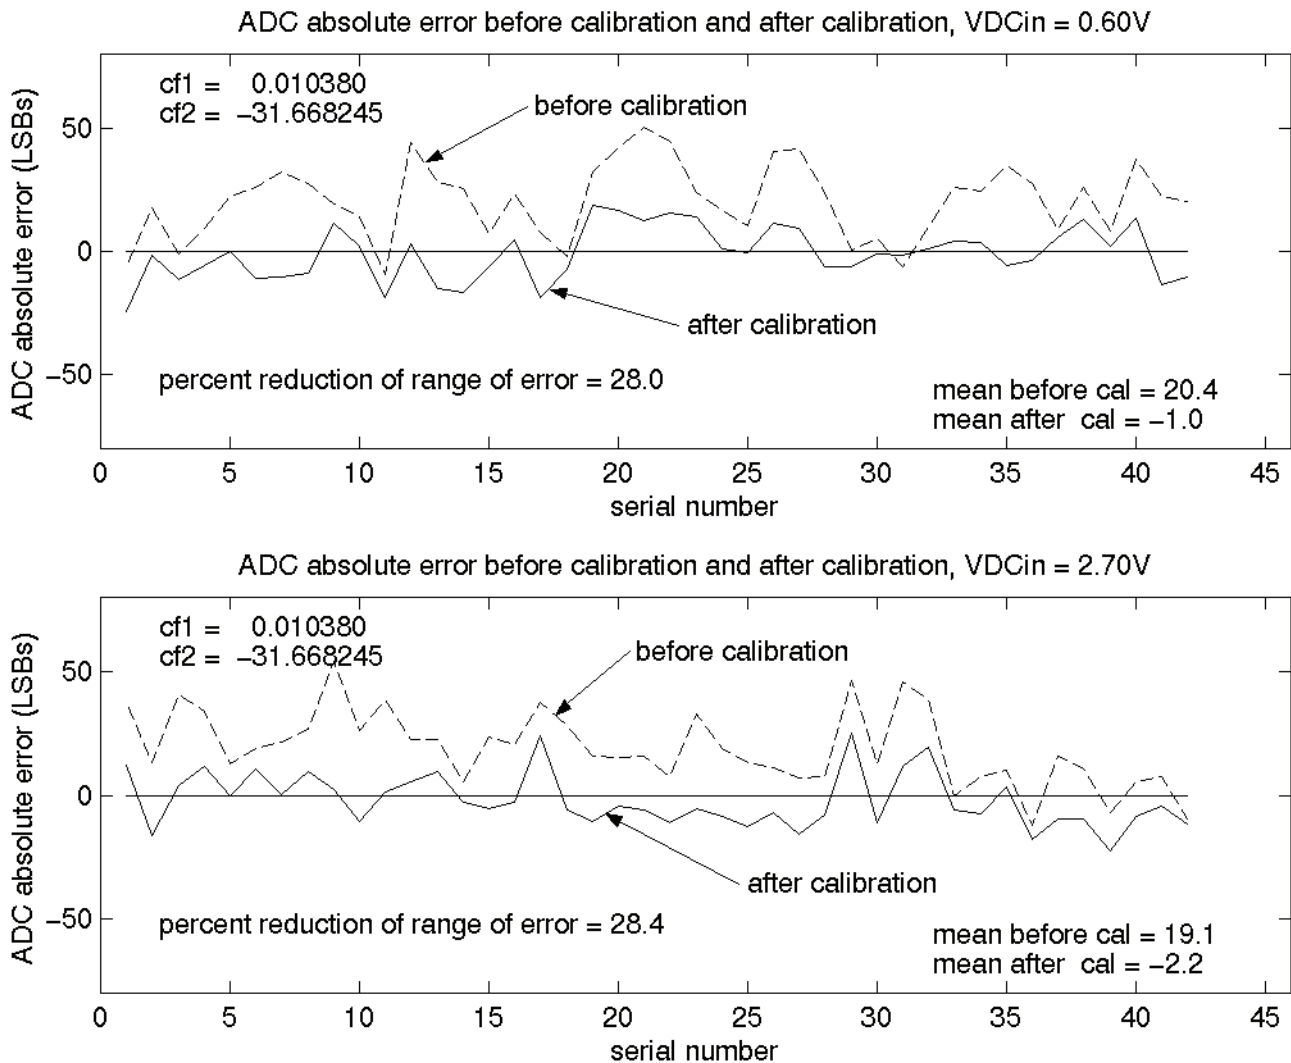 ADC absolute error before calibration and after calibration, VDCin = 0.60V
cf1 = 0.010380
cf2 = −31.668245
before calibration
after calibration
percent reduction of range of error = 28.0
mean before cal = 20.4
mean after cal = −1.0
ADC absolute error (LSBs)
50
0
−50
0 5 10 15 20 25 30 35 40 45
serial number
ADC absolute error before calibration and after calibration, VDCin = 2.70V
cf1 = 0.010380
cf2 = −31.668245
before calibration
after calibration
percent reduction of range of error = 28.4
mean before cal = 19.1
mean after cal = −2.2
ADC absolute error (LSBs)
50
0
−50
0 5 10 15 20 25 30 35 40 45
serial number